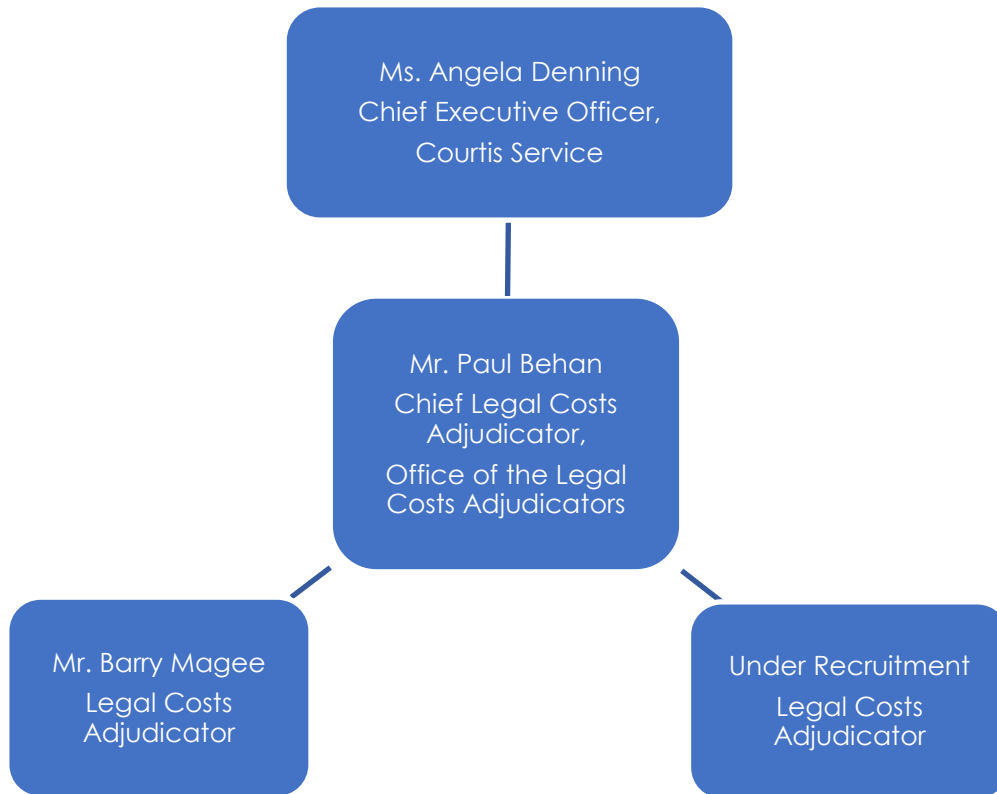 Ms. Angela Denning
Chief Executive Officer,
Courtis Service
Mr. Paul Behan
Chief Legal Costs
Adjudicator,
Office of the Legal
Costs Adjudicators
Mr. Barry Magee
Legal Costs
Adjudicator
Under Recruitment
Legal Costs
Adjudicator